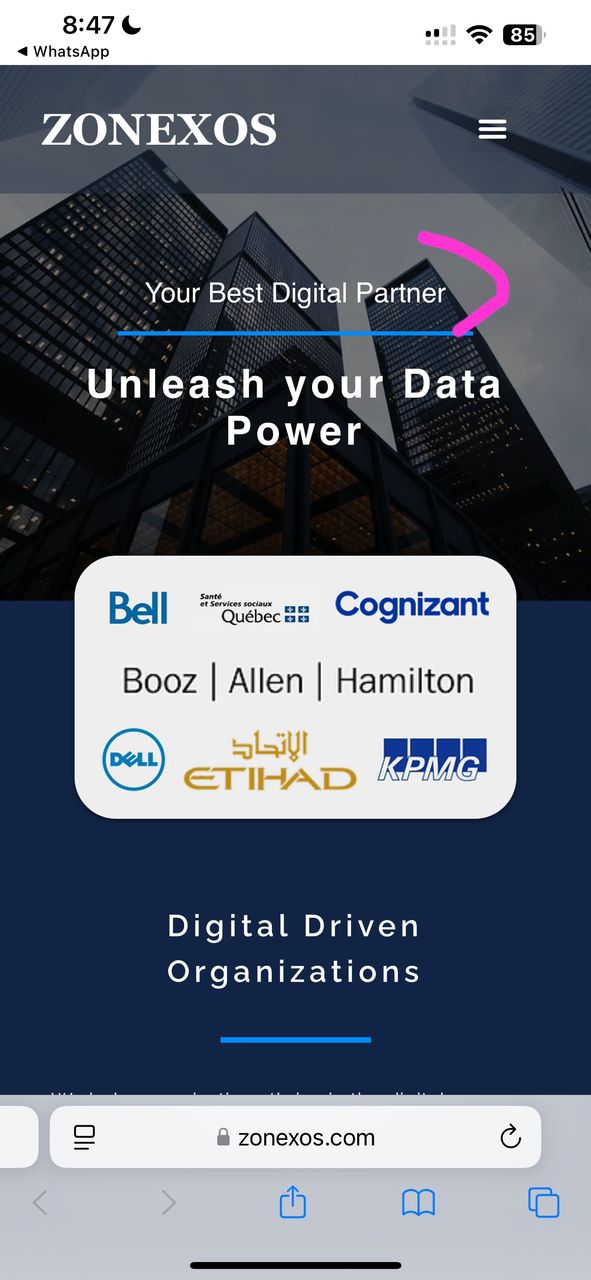 8:47
85
WhatsApp
ZONEXOS
Your Best Digital Partner
Unleash your Data
Power
Bell
Santé
et Services sociaux
Québec
Cognizant
Booz | Allen | Hamilton
DELL
الإتحاد
ETIHAD
KPMG
Digital Driven
Organizations
zonexos.com